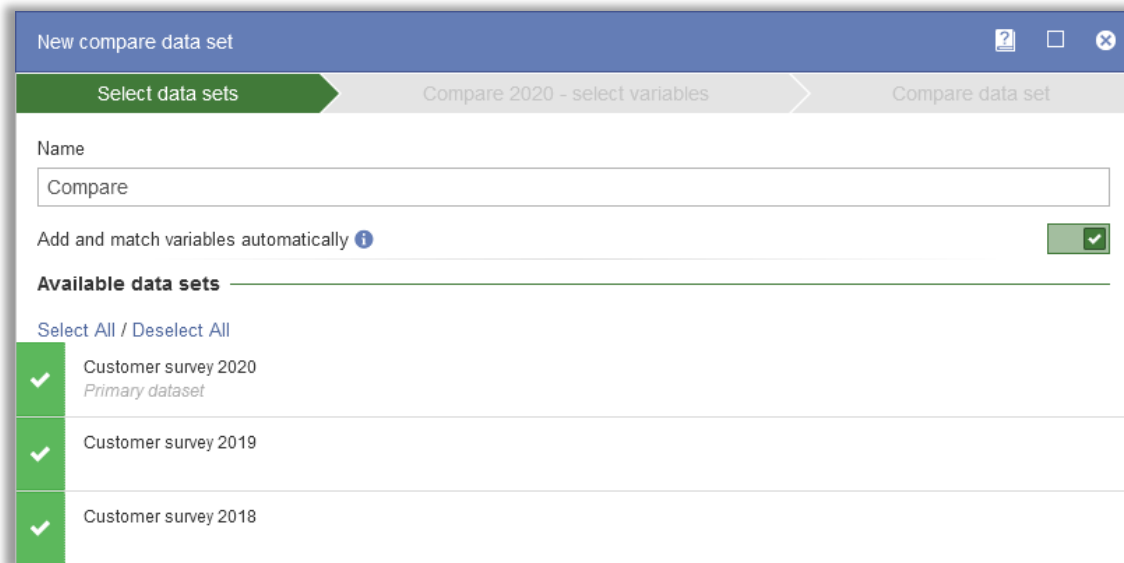 New compare data set
Select data sets
Compare 2020 - select variables
Compare data set
Name
Compare
Add and match variables automatically
Available data sets
Select All / Deselect All
Customer survey 2020
Primary dataset
Customer survey 2019
Customer survey 2018